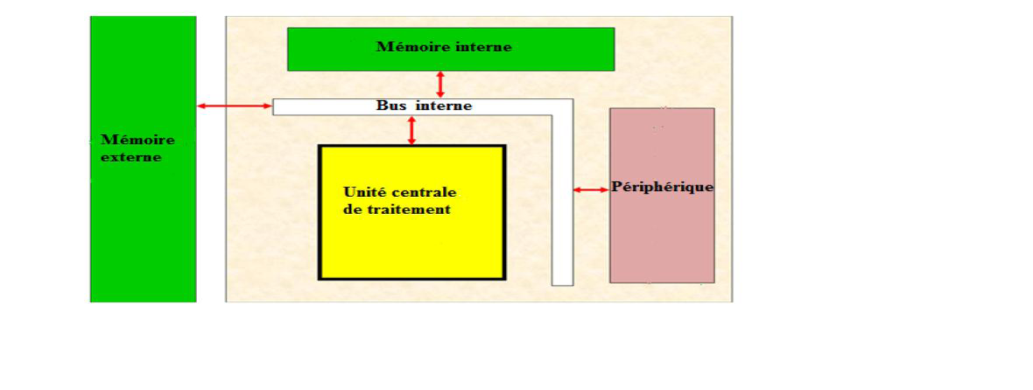 Mémoire interne
Bus interne
Mémoire
externe
Unité centrale
de traitement
Périphérique